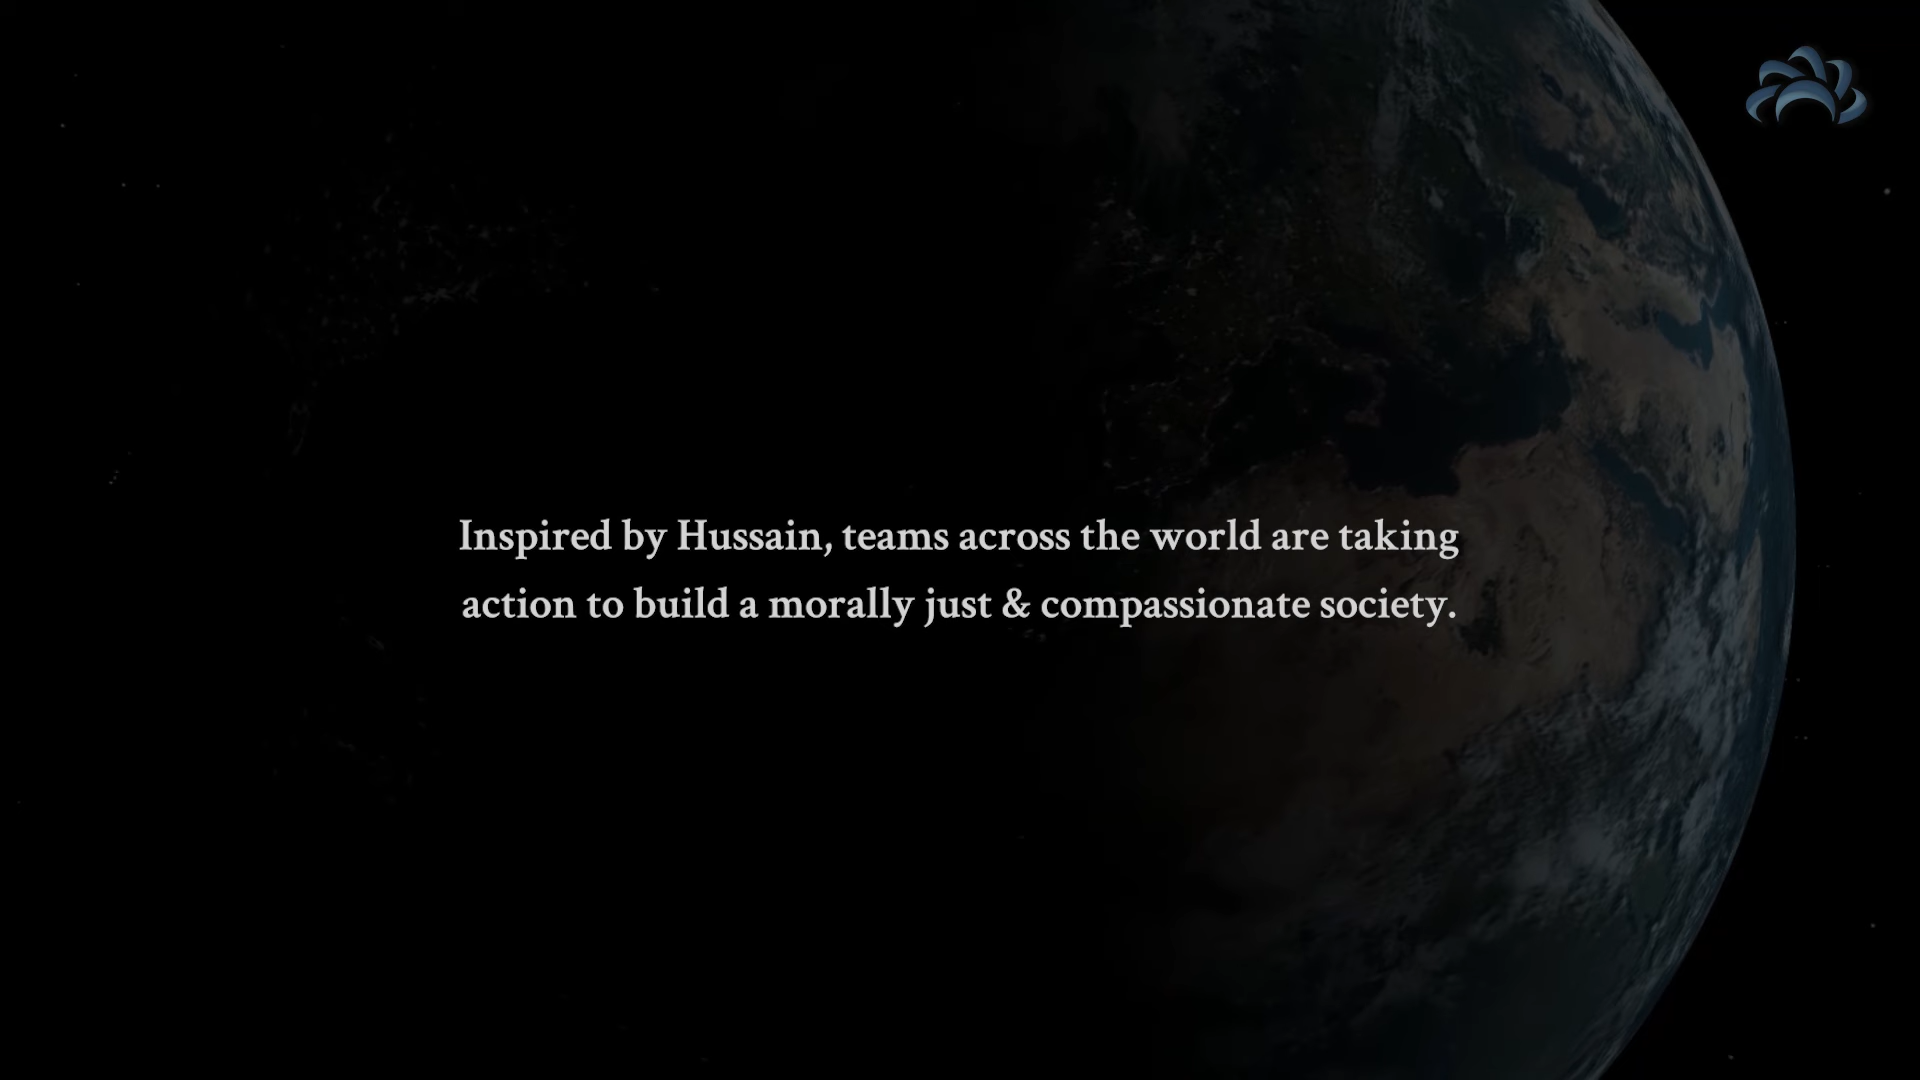 Inspired by Hussain, teams across the world are taking
action to build a morally just & compassionate society.